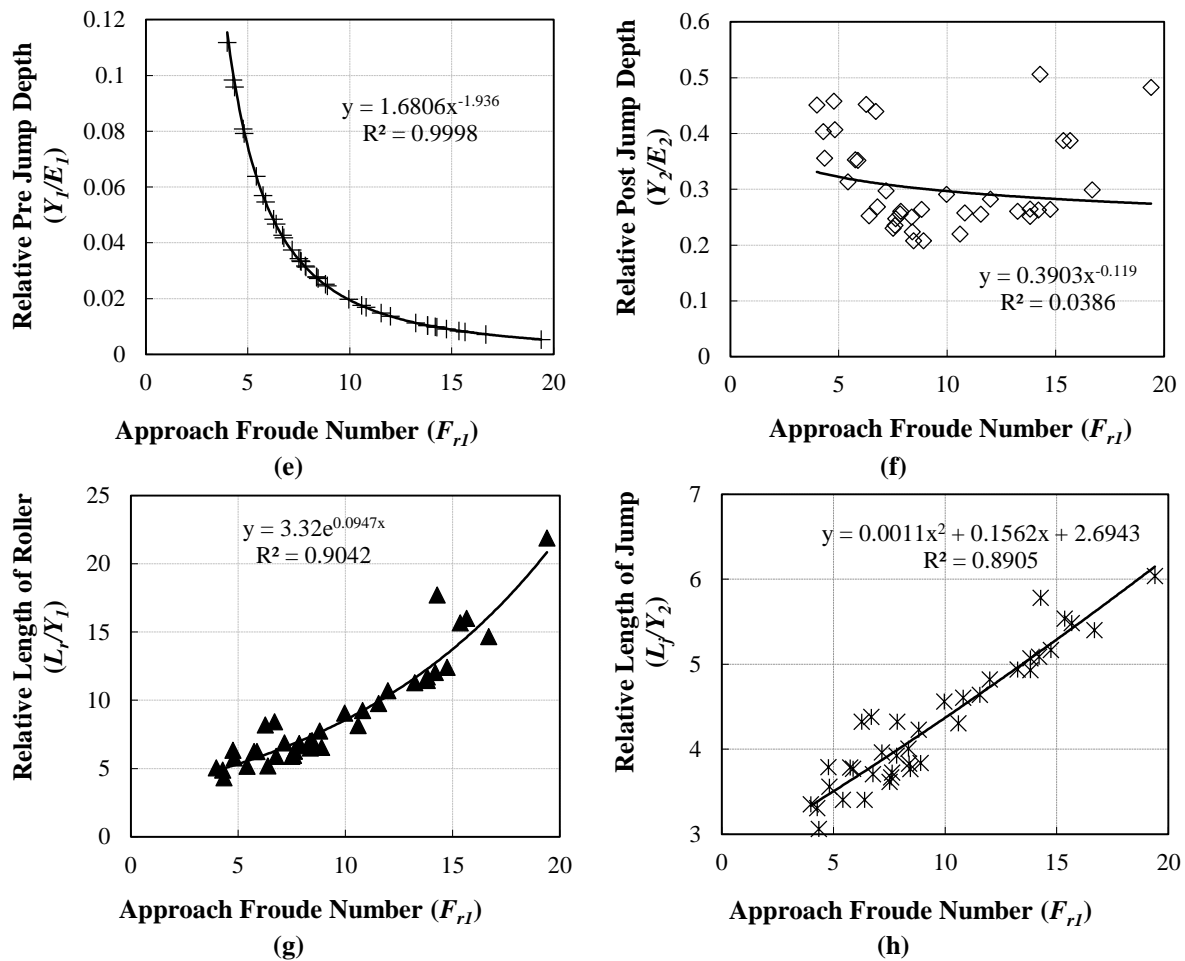 Relative Pre Jump Depth
(Y1/E1)
0.12
0.1
0.08
0.06
0.04
0.02
0
y = 1.6806x^-1.936
R² = 0.9998
0 5 10 15 20
Approach Froude Number (Fr1)
(e)
Relative Post Jump Depth
(Y2/E2)
0.6
0.5
0.4
0.3
0.2
0.1
0
y = 0.3903x^-0.119
R² = 0.0386
0 5 10 15 20
Approach Froude Number (Fr1)
(f)
Relative Length of Roller
(Lr/Y1)
25
20
15
10
5
0
y = 3.32e^0.0947x
R² = 0.9042
0 5 10 15 20
Approach Froude Number (Fr1)
(g)
Relative Length of Jump
(Lj/Y2)
7
6
5
4
3
y = 0.0011x² + 0.1562x + 2.6943
R² = 0.8905
0 5 10 15 20
Approach Froude Number (Fr1)
(h)